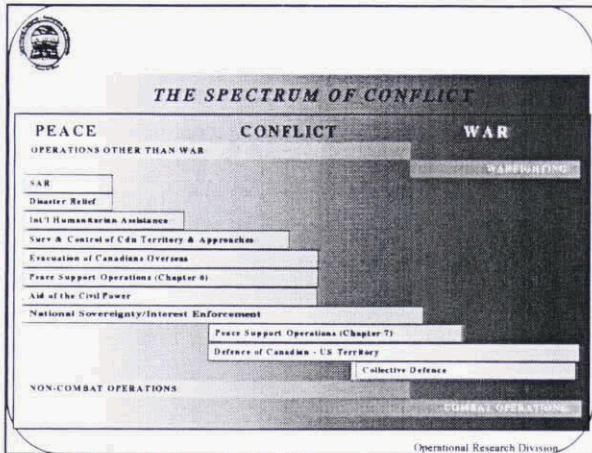 THE SPECTRUM OF CONFLICT
PEACE CONFLICT WAR
OPERATIONS OTHER THAN WAR
WARFIGHTING
SAR
Disaster Relief
Int'l Humanitarian Assistance
Surv & Control of Cdn Territory & Approaches
Evacuation of Canadians Overseas
Peace Support Operations (Chapter 6)
Aid of the Civil Power
National Sovereignty/Interest Enforcement
Peace Support Operations (Chapter 7)
Defence of Canadian - US Territory
Collective Defence
NON-COMBAT OPERATIONS
COMBAT OPERATIONS
Operational Research Division